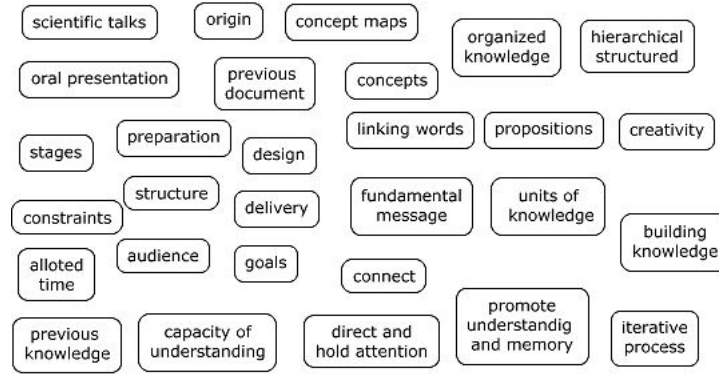 scientific talks
origin
concept maps
organized
knowledge
hierarchical
structured
oral presentation
previous
document
concepts
linking words
propositions
creativity
stages
preparation
design
structure
delivery
fundamental
message
units of
knowledge
constraints
building
knowledge
alloted
time
audience
goals
connect
previous
knowledge
capacity of
understanding
direct and
hold attention
promote
understandig
and memory
iterative
process